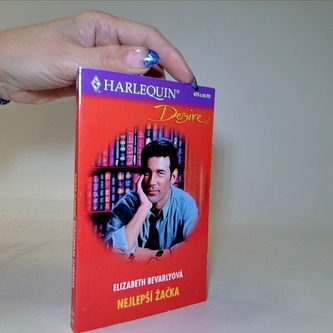 HARLEQUIN®
Desire
ELIZABETH BEVARLYOVÁ
NEJLEPŠÍ ŽAČKA